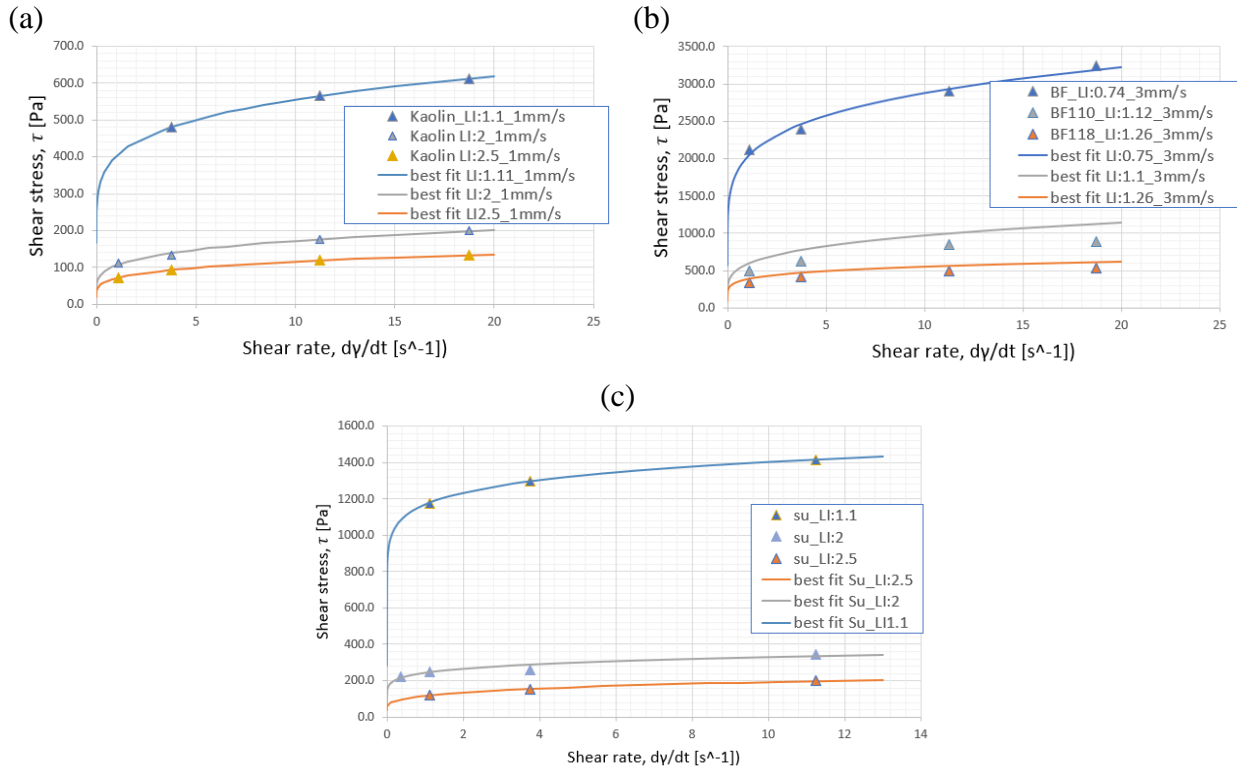 (a)
700.0
600.0
500.0
400.0
300.0
200.0
100.0
0.0
0
5
10
15
20
25
Shear stress, τ [Pa]
Shear rate, dγ/dt [s^-1])
Kaolin_LI:1.1_1mm/s
Kaolin LI:2_1mm/s
Kaolin LI:2.5_1mm/s
best fit LI:1.11_1mm/s
best fit LI:2_1mm/s
best fit LI2.5_1mm/s
(b)
3500.0
3000.0
2500.0
2000.0
1500.0
1000.0
500.0
0.0
0
5
10
15
20
25
Shear stress, τ [Pa]
Shear rate, dγ/dt [s^-1])
BF_LI:0.74_3mm/s
BF110_LI:1.12_3mm/s
BF118_LI:1.26_3mm/s
best fit LI:0.75_3mm/s
best fit LI:1.1_3mm/s
best fit LI:1.26_3mm/s
(c)
1600.0
1400.0
1200.0
1000.0
800.0
600.0
400.0
200.0
0.0
0
2
4
6
8
10
12
14
Shear stress, τ [Pa]
Shear rate, dγ/dt [s^-1])
su_LI:1.1
su_LI:2
su_LI:2.5
best fit Su_LI:2.5
best fit Su_LI:2
best fit Su_LI1.1